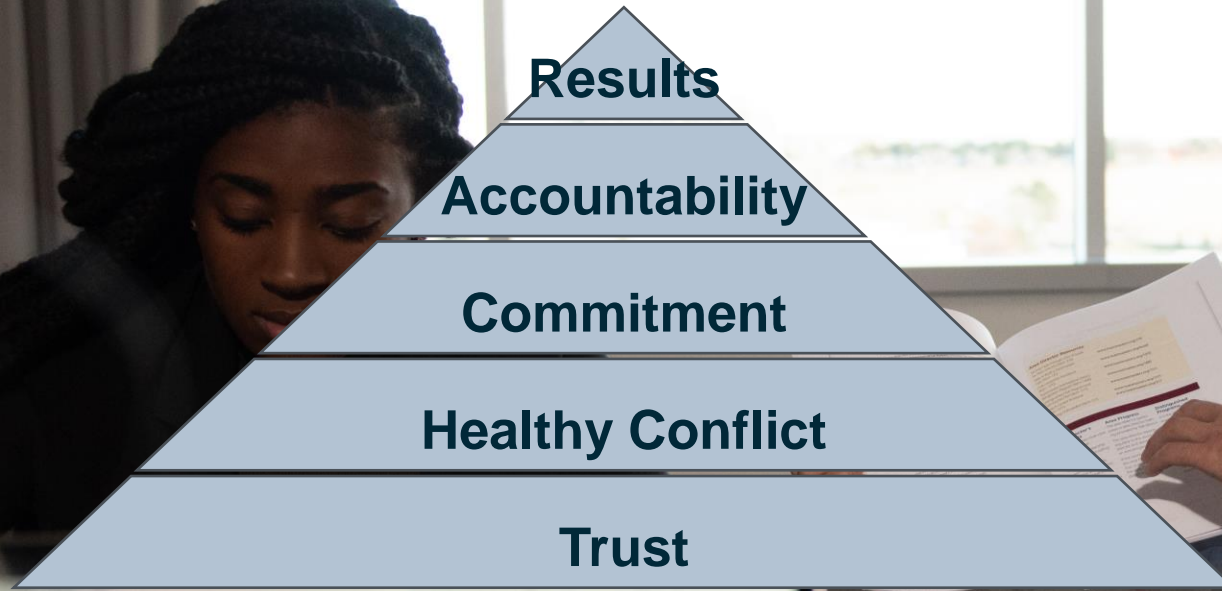 Results
Accountability
Commitment
Healthy Conflict
Trust